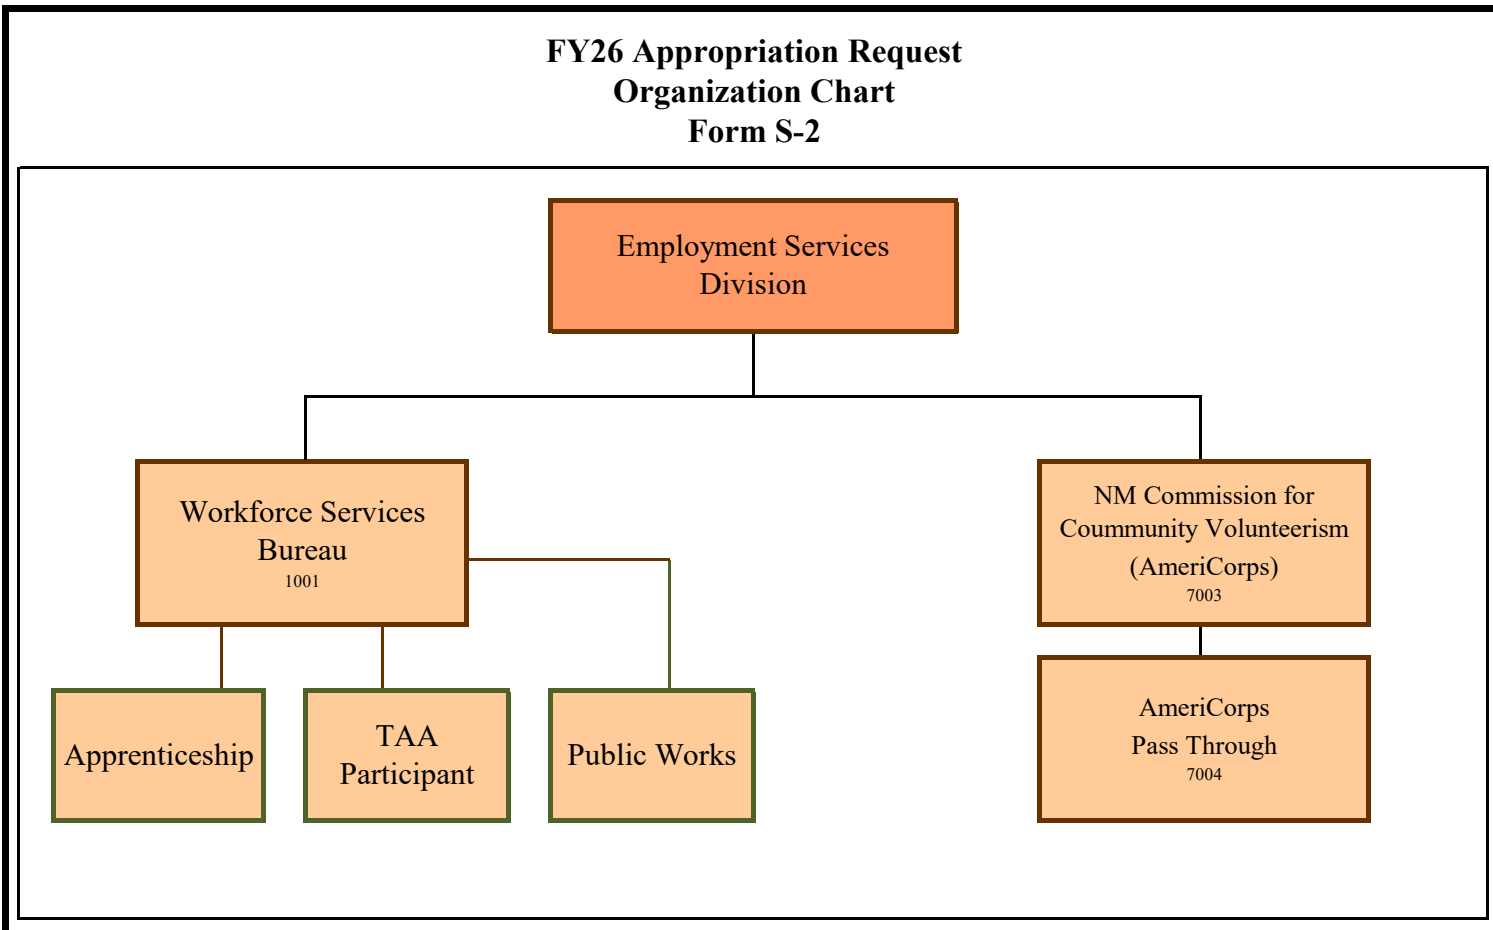 FY26 Appropriation Request
Organization Chart
Form S-2
Employment Services
Division
Workforce Services
Bureau
1001
NM Commission for
Coummunity Volunteerism
(AmeriCorps)
7003
Apprenticeship
TAA
Participant
Public Works
AmeriCorps
Pass Through
7004